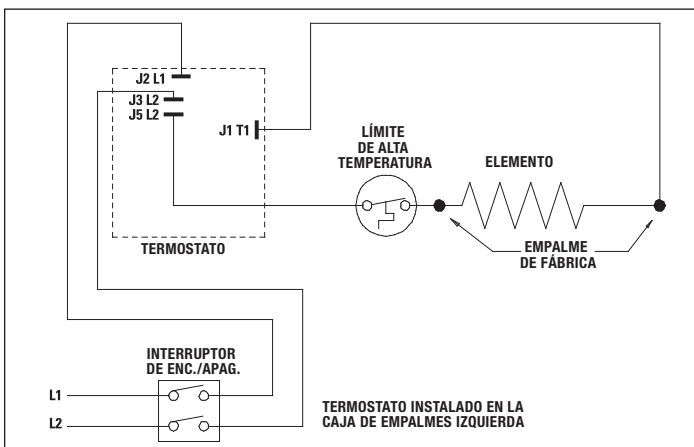 J2 L1
J3 L2
J5 L2
J1 T1
TERMOSTATO
LÍMITE
DE ALTA
TEMPERATURA
ELEMENTO
EMPALME
DE FÁBRICA
INTERRUPTOR
DE ENC./APAG.
L1
L2
TERMOSTATO INSTALADO EN LA
CAJA DE EMPALMES IZQUIERDA